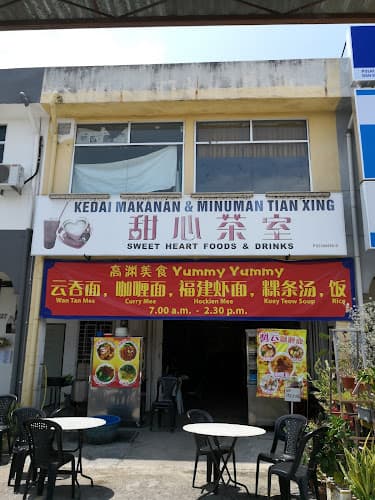 KEDAI MAKANAN & MINUMAN TIAN XING
甜心茶室
SWEET HEART FOODS & DRINKS
高渊美食 Yummy Yummy
云吞面, 咖喱面, 福建虾面, 粿条汤, 饭
Wan Tan Mee Curry Mee Hockien Mee Kuey Teow Soup Rice
7.00 a.m. - 2.30 p.m.